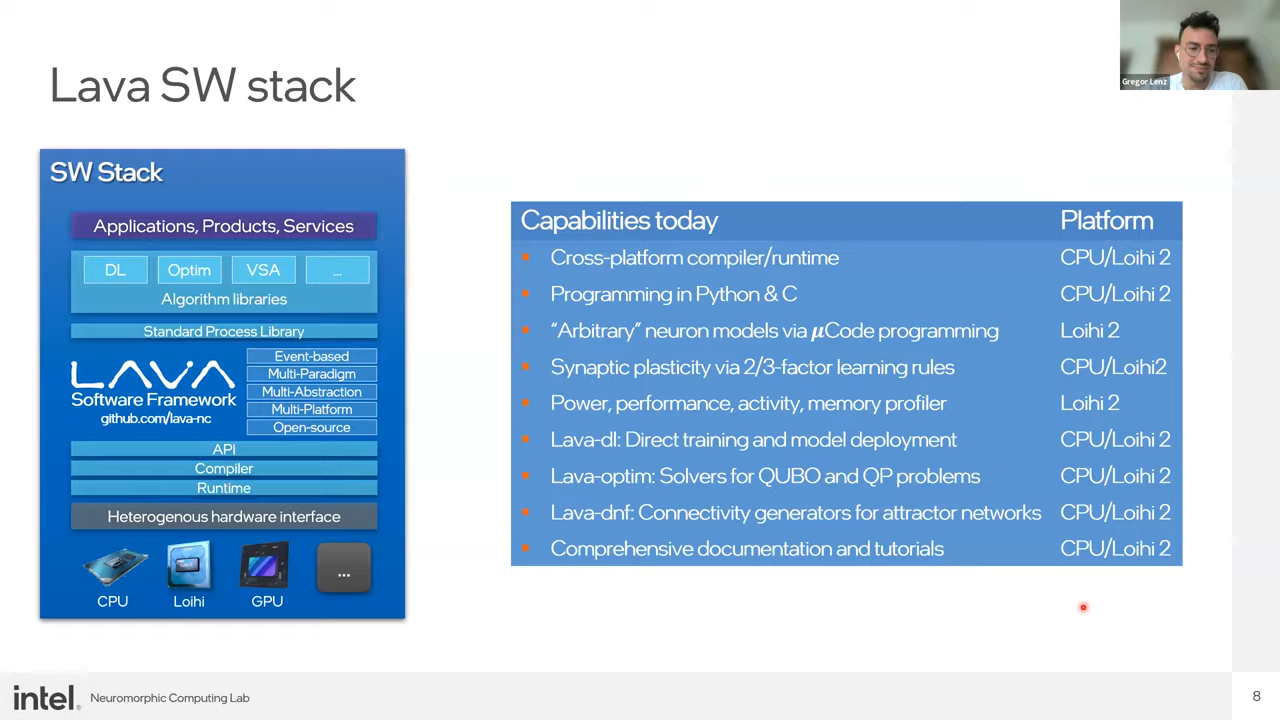 Lava SW stack
Gregor Lenz
SW Stack
Applications, Products, Services
DL
Optim
VSA
...
Algorithm libraries
Standard Process Library
LAVA
Software Framework
github.com/lava-nc
Event-based
Multi-Paradigm
Multi-Abstraction
Multi-Platform
Open-source
API
Compiler
Runtime
Heterogenous hardware interface
...
CPU
Loihi
GPU
Capabilities today Platform
Cross-platform compiler/runtime CPU/Loihi 2
Programming in Python & C CPU/Loihi 2
“Arbitrary” neuron models via μCode programming Loihi 2
Synaptic plasticity via 2/3-factor learning rules CPU/Loihi2
Power, performance, activity, memory profiler Loihi 2
Lava-dl: Direct training and model deployment CPU/Loihi 2
Lava-optim: Solvers for QUBO and QP problems CPU/Loihi 2
Lava-dnf: Connectivity generators for attractor networks CPU/Loihi 2
Comprehensive documentation and tutorials CPU/Loihi 2
intel. Neuromorphic Computing Lab
8